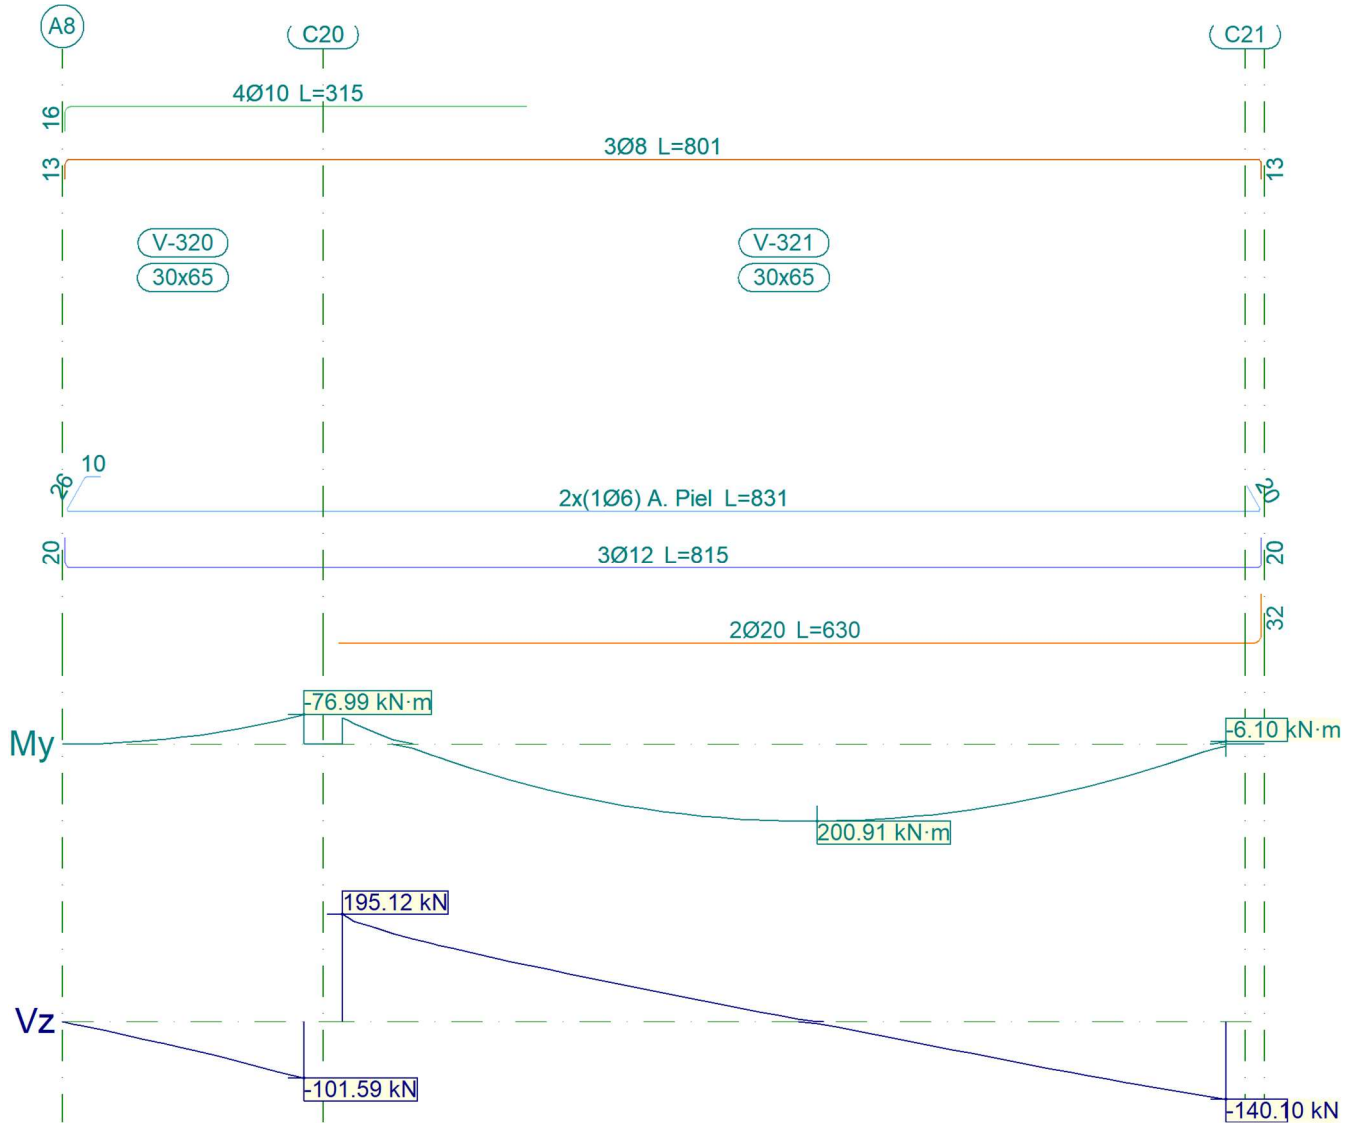 A8
C20
C21
4Ø10 L=315
16
3Ø8 L=801
13
13
V-320
30x65
V-321
30x65
10
26
2x(1Ø6) A. Piel L=831
20
20
3Ø12 L=815
20
2Ø20 L=630
32
-76.99 kN·m
My
-6.10 kN·m
200.91 kN·m
195.12 kN
Vz
-101.59 kN
-140.10 kN